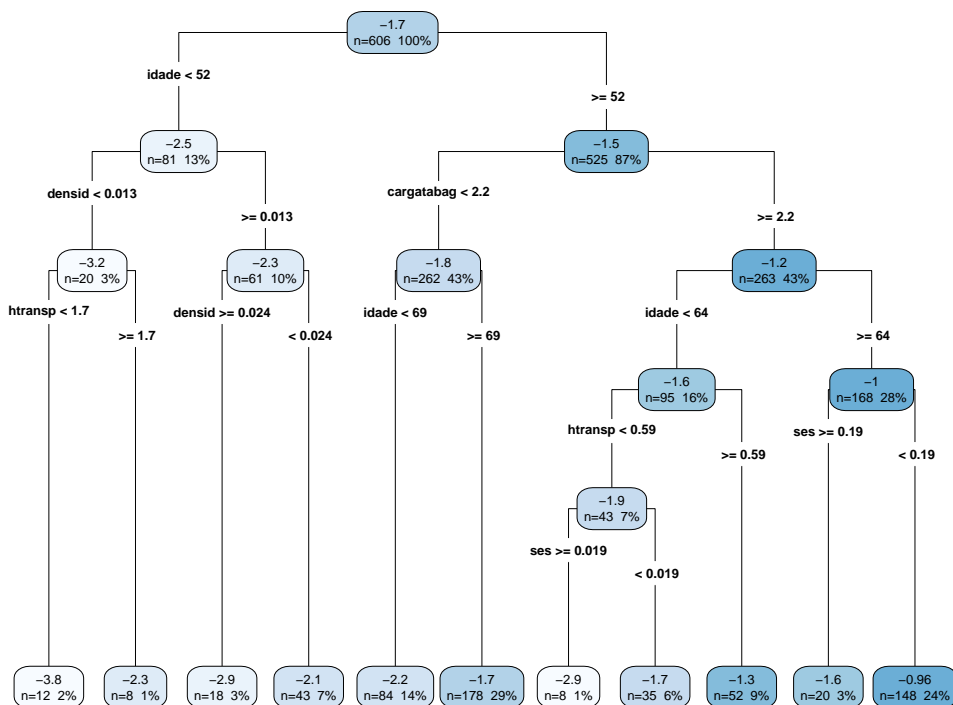 −1.7
n=606 100%
idade < 52
>= 52
−2.5
n=81 13%
−1.5
n=525 87%
densid < 0.013
>= 0.013
cargatabag < 2.2
>= 2.2
−3.2
n=20 3%
−2.3
n=61 10%
−1.8
n=262 43%
−1.2
n=263 43%
htransp < 1.7
>= 1.7
densid >= 0.024
< 0.024
idade < 69
>= 69
idade < 64
>= 64
−1.6
n=95 16%
−1
n=168 28%
htransp < 0.59
>= 0.59
ses >= 0.19
< 0.19
−1.9
n=43 7%
ses >= 0.019
< 0.019
−3.8
n=12 2%
−2.3
n=8 1%
−2.9
n=18 3%
−2.1
n=43 7%
−2.2
n=84 14%
−1.7
n=178 29%
−2.9
n=8 1%
−1.7
n=35 6%
−1.3
n=52 9%
−1.6
n=20 3%
−0.96
n=148 24%